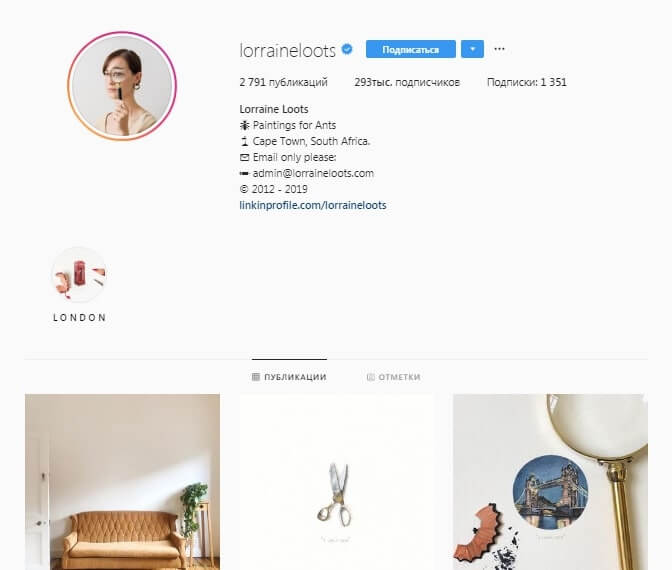 lorraineloots Подписаться
2 791 публикаций 293тыс. подписчиков Подписки: 1 351
Lorraine Loots
Paintings for Ants
Cape Town, South Africa.
Email only please:
admin@lorraineloots.com
© 2012 - 2019
linkinprofile.com/lorraineloots
LONDON
ПУБЛИКАЦИИ ОТМЕТКИ